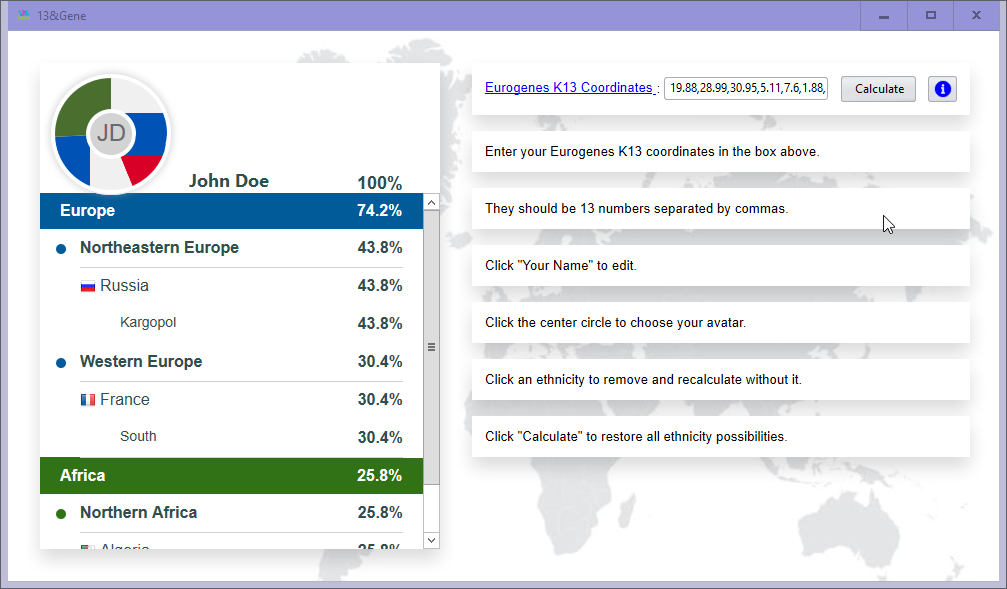 13&Gene
JD
John Doe 100%
Europe 74.2%
Northeastern Europe 43.8%
Russia 43.8%
Kargopol 43.8%
Western Europe 30.4%
France 30.4%
South 30.4%
Africa 25.8%
Northern Africa 25.8%
Algeria 25.8%
Eurogenes K13 Coordinates : 19.88,28.99,30.95,5.11,7.6,1.88, Calculate i
Enter your Eurogenes K13 coordinates in the box above.
They should be 13 numbers separated by commas.
Click "Your Name" to edit.
Click the center circle to choose your avatar.
Click an ethnicity to remove and recalculate without it.
Click "Calculate" to restore all ethnicity possibilities.